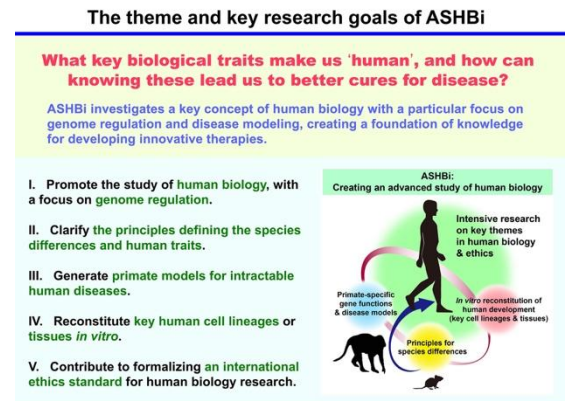 The theme and key research goals of ASHBi
What key biological traits make us 'human', and how can
knowing these lead us to better cures for disease?
ASHBi investigates a key concept of human biology with a particular focus on
genome regulation and disease modeling, creating a foundation of knowledge
for developing innovative therapies.
I. Promote the study of human biology, with
a focus on genome regulation.
II. Clarify the principles defining the species
differences and human traits.
III. Generate primate models for intractable
human diseases.
IV. Reconstitute key human cell lineages or
tissues in vitro.
V. Contribute to formalizing an international
ethics standard for human biology research.
ASHBi:
Creating an advanced study of human biology
Intensive research
on key themes
in human biology
& ethics
Primate-specific
gene functions
& disease models
In vitro reconstitution of
human development
(key cell lineages & tissues)
Principles for
species differences